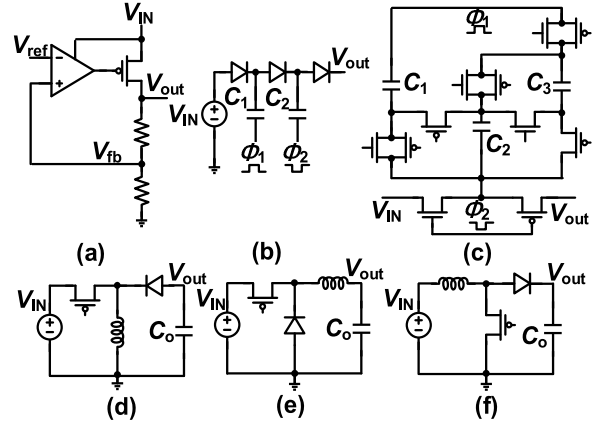 VIN
Vref
−
+
Vout
Vfb
(a)
VIN
+
−
C1
C2
Φ1
Φ2
Vout
(b)
Φ1
C1
C3
C2
VIN
Φ2
Vout
(c)
VIN
+
−
Vout
Co
(d)
VIN
+
−
Vout
Co
(e)
VIN
+
−
Vout
Co
(f)